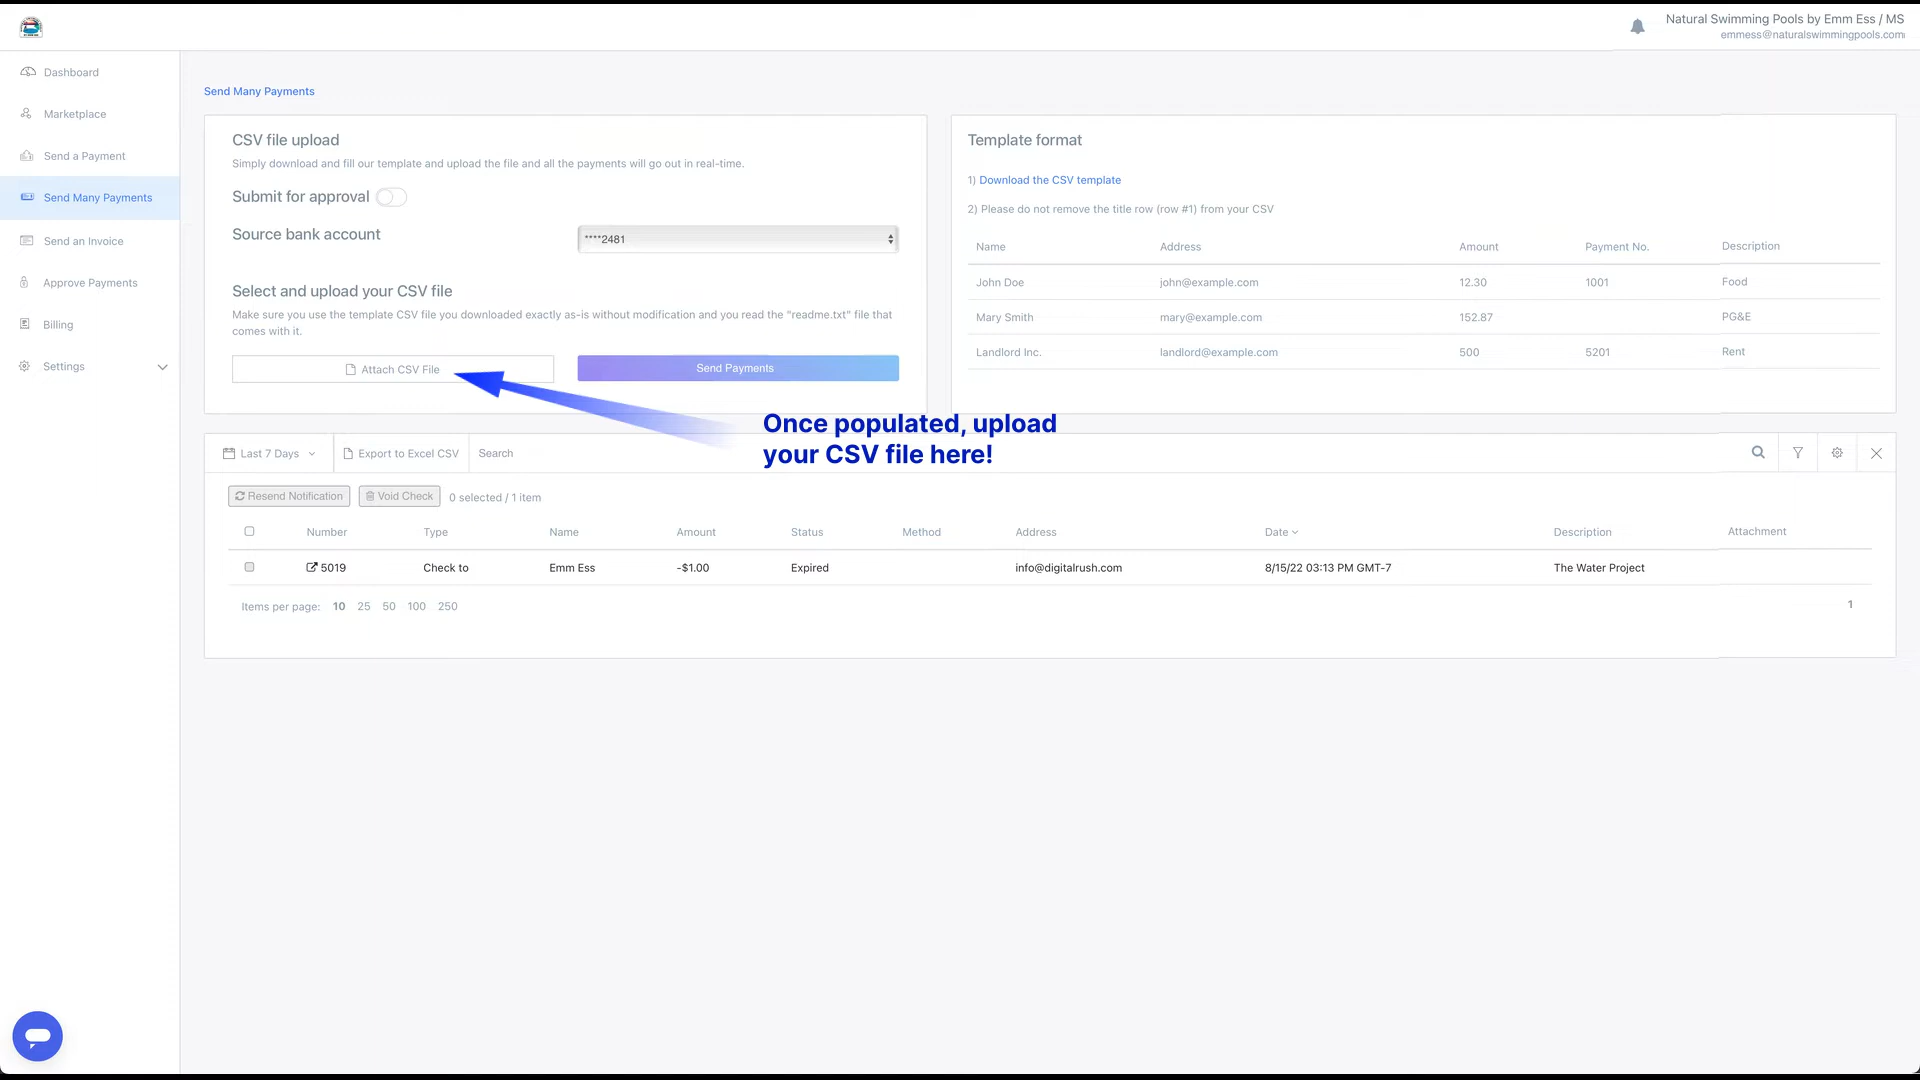 Natural Swimming Pools by Emm Ess / MS
emmess@naturalswimmingpools.com
Dashboard
Marketplace
Send a Payment
Send Many Payments
Send an Invoice
Approve Payments
Billing
Settings
Send Many Payments
CSV file upload
Simply download and fill our template and upload the file and all the payments will go out in real-time.
Submit for approval
Source bank account
****2481
Select and upload your CSV file
Make sure you use the template CSV file you downloaded exactly as-is without modification and you read the "readme.txt" file that
comes with it.
Attach CSV File
Send Payments
Template format
1) Download the CSV template
2) Please do not remove the title row (row #1) from your CSV
Name Address Amount Payment No. Description
John Doe john@example.com 12.30 1001 Food
Mary Smith mary@example.com 152.87 PG&E
Landlord Inc. landlord@example.com 500 5201 Rent
Once populated, upload
your CSV file here!
Last 7 Days Export to Excel CSV Search
Resend Notification Void Check 0 selected / 1 item
Number Type Name Amount Status Method Address Date Description Attachment
5019 Check to Emm Ess -$1.00 Expired info@digitalrush.com 8/15/22 03:13 PM GMT-7 The Water Project
Items per page: 10 25 50 100 250
1